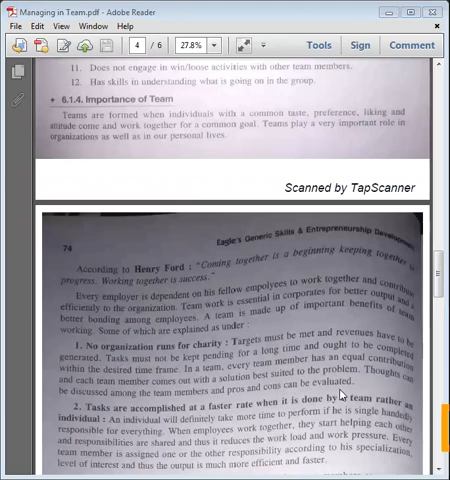 Managing in Team.pdf - Adobe Reader
File Edit View Window Help
4 / 6 27.8% Tools Sign Comment
11. Does not engage in win/loose activities with other team members.
12. Has skills in understanding what is going on in the group.
6.1.4. Importance of Team
Teams are formed when individuals with a common taste, preference, liking and
attitude come and work together for a common goal. Teams play a very important role in
organizations as well as in our personal lives.
Scanned by TapScanner
74 Eagle's Generic Skills & Entrepreneurship Development
According to Henry Ford : "Coming together is a beginning keeping together is
progress. Working together is success."
Every employer is dependent on his fellow empolyees to work together and contribute
efficiently to the organization. Team work is essential in corporates for better output and a
better bonding among employees. A team is made up of important benefits of team
working. Some of which are explained as under :
1. No organization runs for charity : Targets must be met and revenues have to be
generated. Tasks must not be kept pending for a long time and ought to be completed
within the desired time frame. In a team, every team member has an equal contribution
and each team member comes out with a solution best suited to the problem. Thoughts can
be discussed among the team members and pros and cons can be evaluated.
2. Tasks are accomplished at a faster rate when it is done by a team rather an
individual : An individual will definitely take more time to perform if he is single handedly
responsible for everything. When employees work together, they start helping each other
and responsibilities are shared and thus it reduces the work load and work pressure. Every
team member is assigned one or the other responsibility according to his specialization,
level of interest and thus the output is much more efficient and faster.